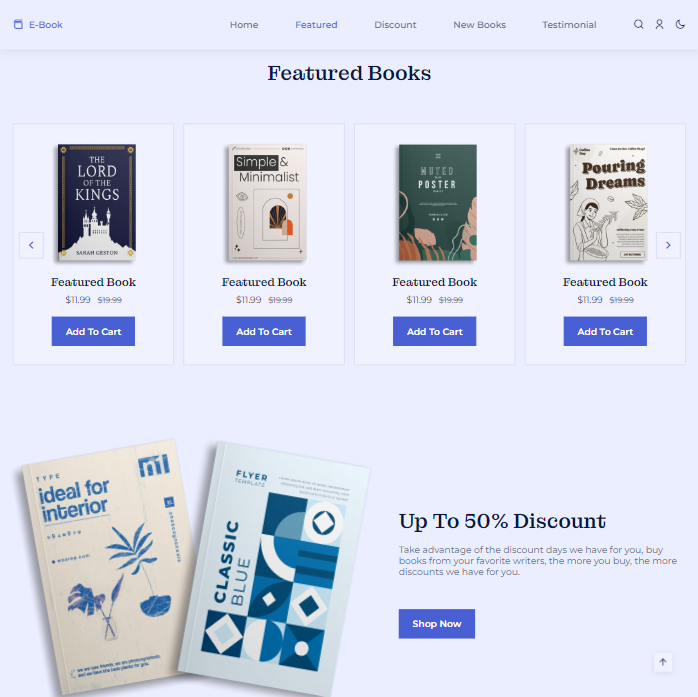 E-Book
Home
Featured
Discount
New Books
Testimonial
Featured Books
THE
LORD
OF THE
KINGS
SARAH GESTON
Featured Book
$11.99 $19.99
Add To Cart
Simple &
Minimalist
Featured Book
$11.99 $19.99
Add To Cart
MUTED
POSTER
Featured Book
$11.99 $19.99
Add To Cart
Pouring
Dreams
Featured Book
$11.99 $19.99
Add To Cart
TYPE
ideal for
interior
FLYER
TEMPLATE
CLASSIC
BLUE
Up To 50% Discount
Take advantage of the discount days we have for you, buy
books from your favorite writers, the more you buy, the more
discounts we have for you.
Shop Now